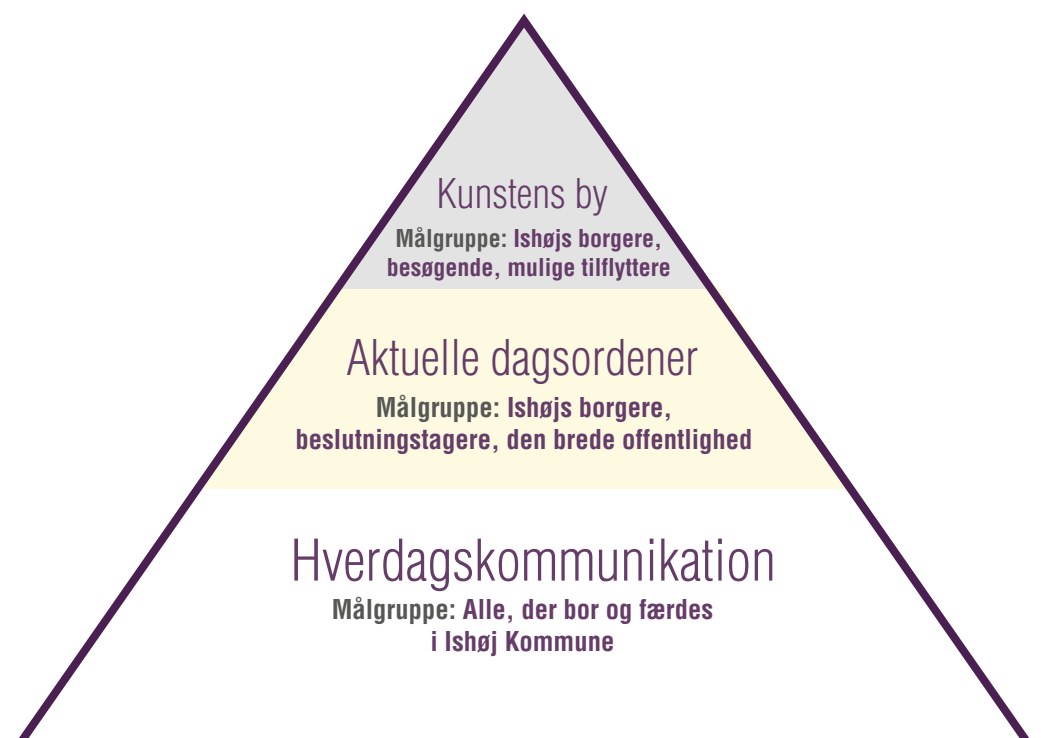 Kunstens by
Målgruppe: Ishøjs borgere,
besøgende, mulige tilflyttere
Aktuelle dagsordener
Målgruppe: Ishøjs borgere,
beslutningstagere, den brede offentlighed
Hverdagskommunikation
Målgruppe: Alle, der bor og færdes
i Ishøj Kommune